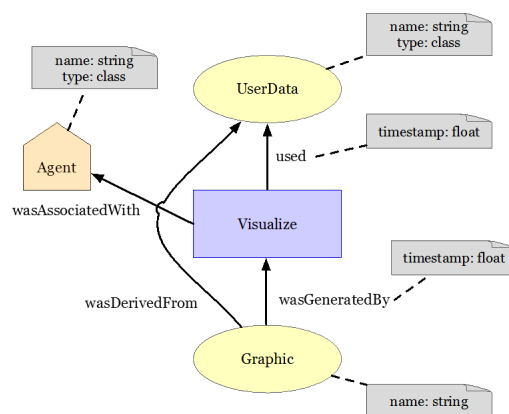 name: string
type: class
name: string
type: class
UserData
timestamp: float
used
Agent
wasAssociatedWith
Visualize
timestamp: float
wasDerivedFrom
wasGeneratedBy
Graphic
name: string